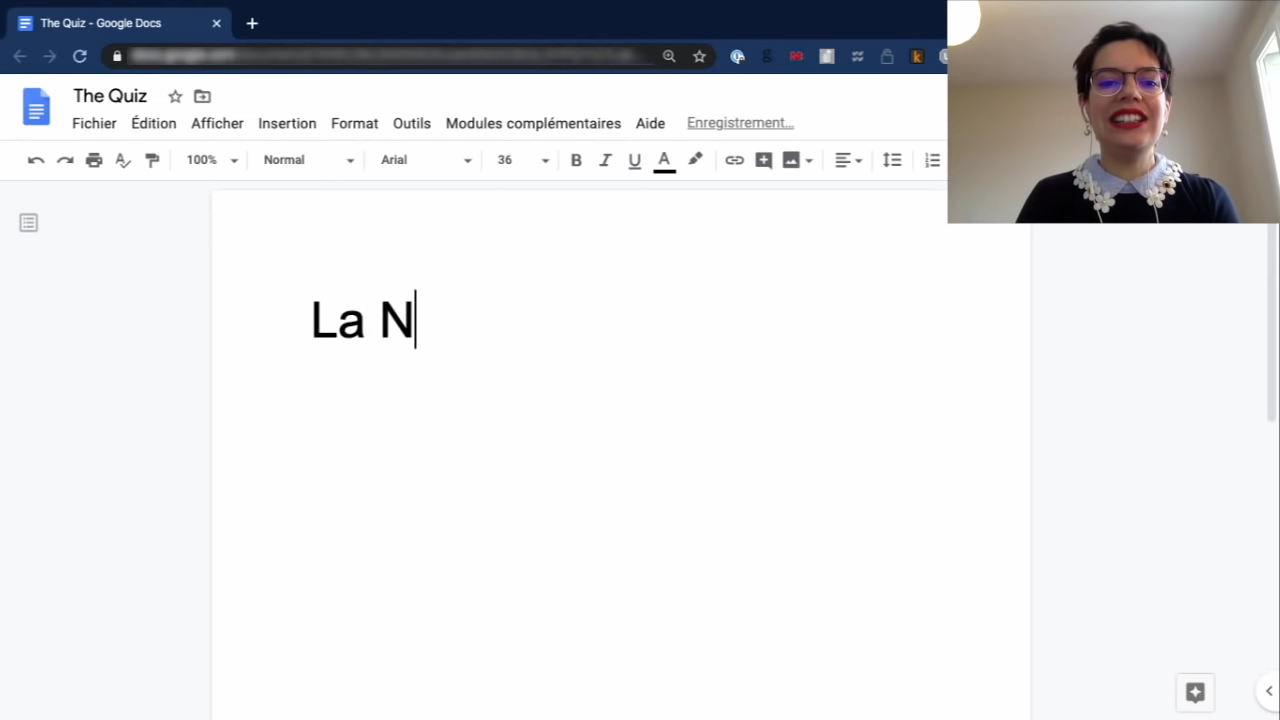 The Quiz - Google Docs
The Quiz
Fichier Édition Afficher Insertion Format Outils Modules complémentaires Aide Enregistrement...
100% Normal Arial 36 B I U A
La N